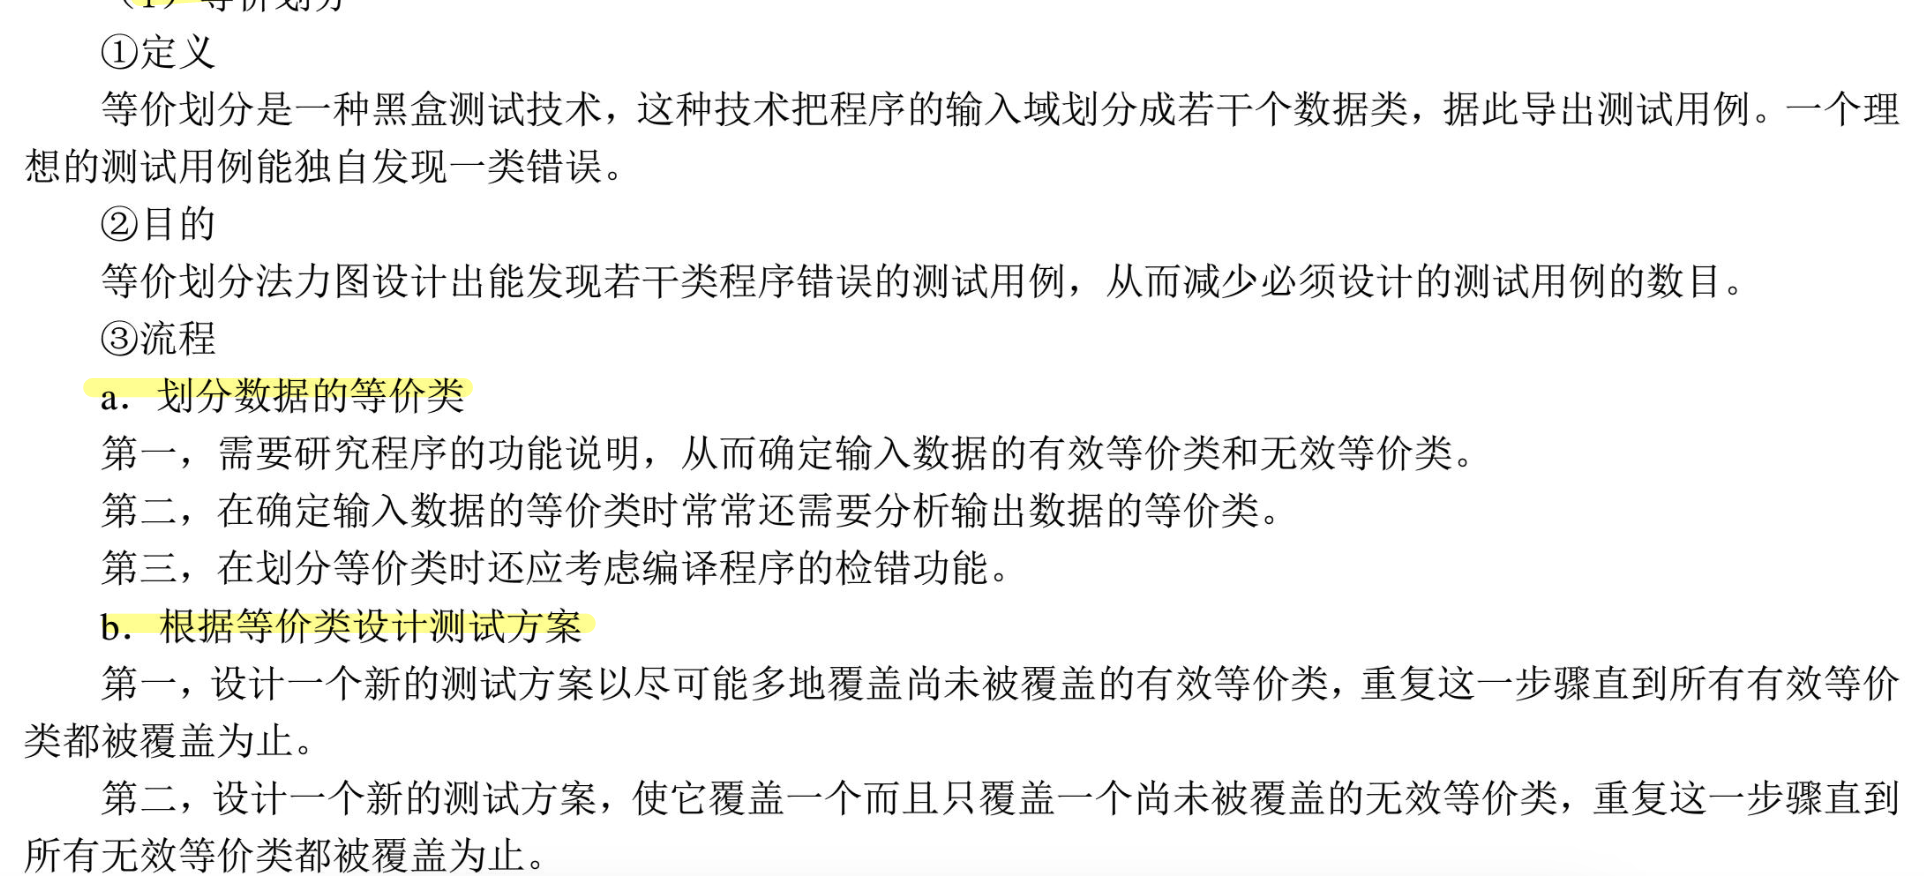 （1）等价划分
①定义
等价划分是一种黑盒测试技术，这种技术把程序的输入域划分成若干个数据类，据此导出测试用例。一个理
想的测试用例能独自发现一类错误。
②目的
等价划分法力图设计出能发现若干类程序错误的测试用例，从而减少必须设计的测试用例的数目。
③流程
a．划分数据的等价类
第一，需要研究程序的功能说明，从而确定输入数据的有效等价类和无效等价类。
第二，在确定输入数据的等价类时常常还需要分析输出数据的等价类。
第三，在划分等价类时还应考虑编译程序的检错功能。
b．根据等价类设计测试方案
第一，设计一个新的测试方案以尽可能多地覆盖尚未被覆盖的有效等价类，重复这一步骤直到所有有效等价
类都被覆盖为止。
第二，设计一个新的测试方案，使它覆盖一个而且只覆盖一个尚未被覆盖的无效等价类，重复这一步骤直到
所有无效等价类都被覆盖为止。